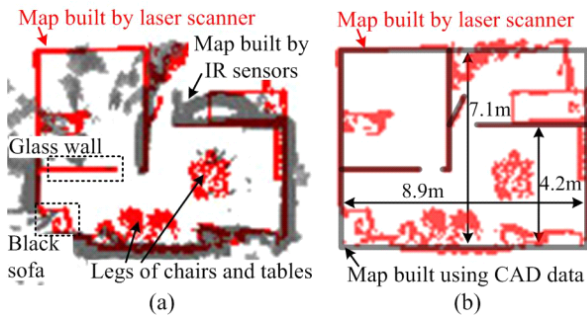 (a)
Map built by laser scanner
Map built by
IR sensors
Glass wall
Black
sofa
Legs of chairs and tables
(a)
(b)
Map built by laser scanner
7.1m
4.2m
8.9m
Map built using CAD data
(b)